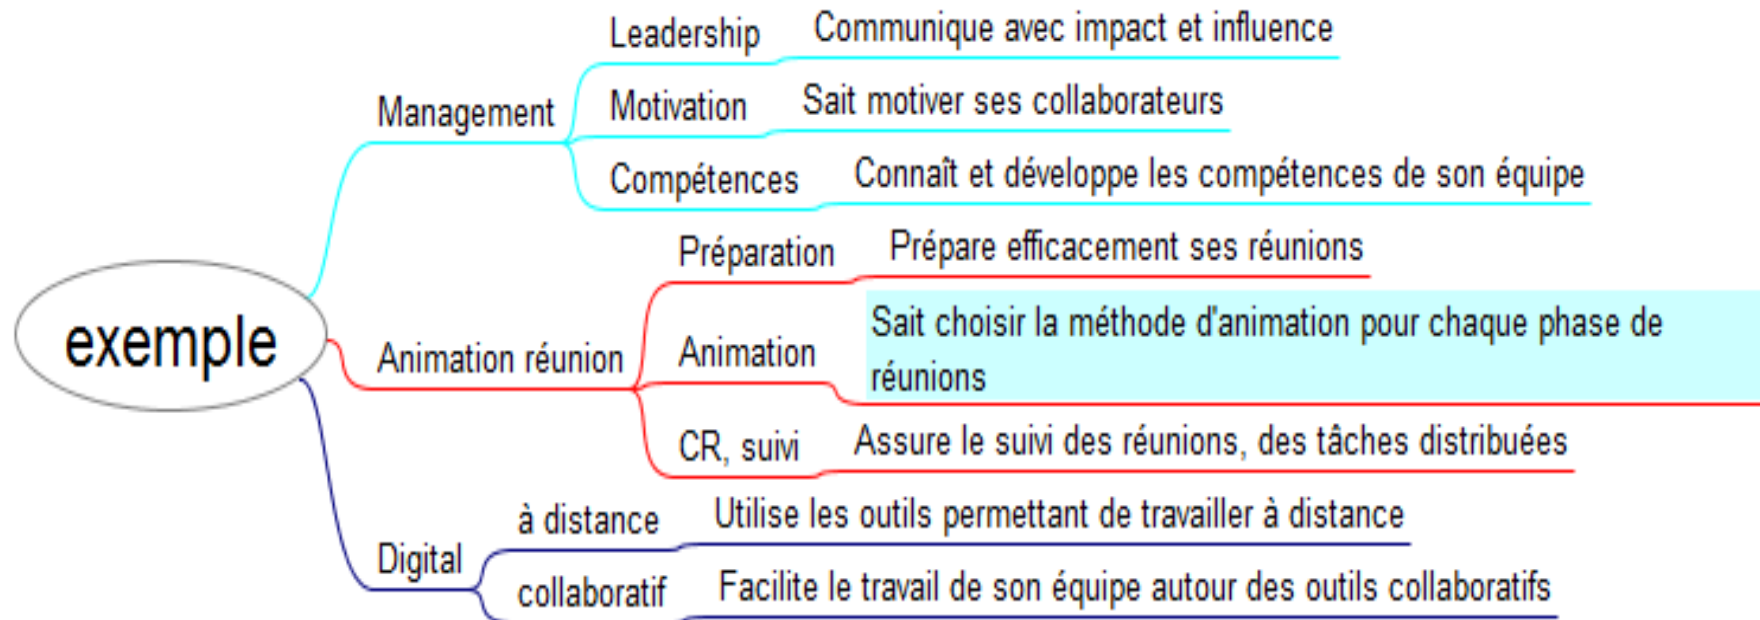 exemple
Management
Leadership
Communique avec impact et influence
Motivation
Sait motiver ses collaborateurs
Compétences
Connaît et développe les compétences de son équipe
Animation réunion
Préparation
Prépare efficacement ses réunions
Animation
Sait choisir la méthode d'animation pour chaque phase de
réunions
CR, suivi
Assure le suivi des réunions, des tâches distribuées
Digital
à distance
Utilise les outils permettant de travailler à distance
collaboratif
Facilite le travail de son équipe autour des outils collaboratifs